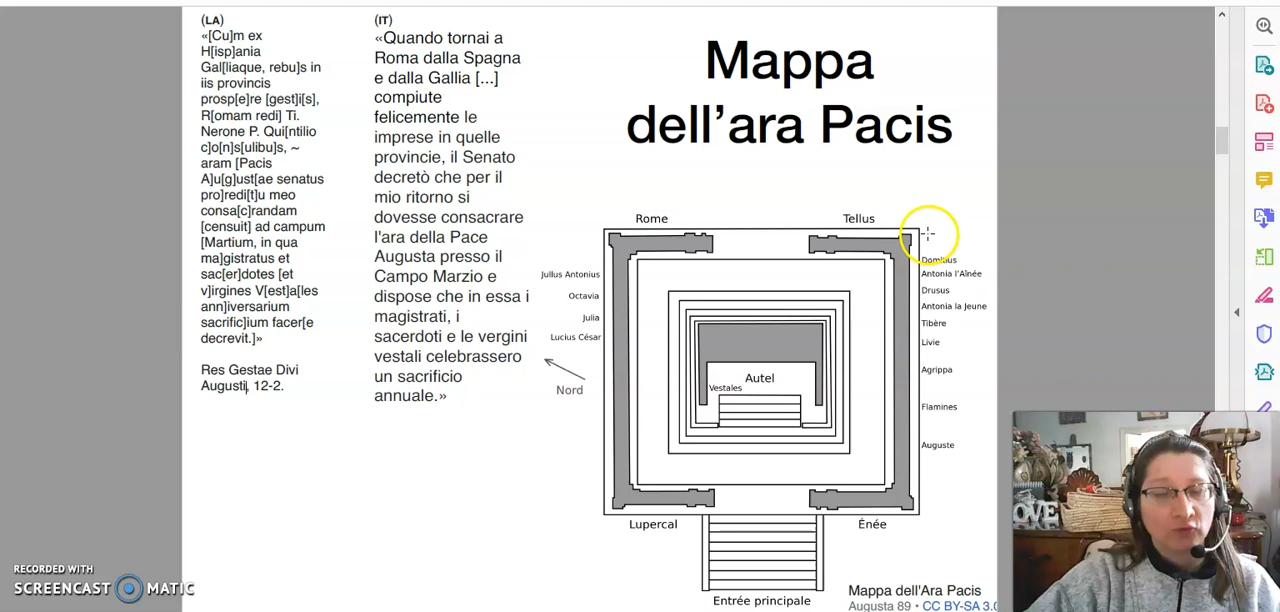 (LA)
«[Cu]m ex
H[isp]ania
Gal[liaque, rebu]s in
iis provincis
prosp[e]re [gest]i[s],
R[omam redi] Ti.
Nerone P. Qui[ntilio
c]o[n]s[ulibu]s, ~
aram [Pacis
A]u[g]ust[ae senatus
pro]redi[t]u meo
consa[c]randam
[censuit] ad campum
[Martium, in qua
ma]gistratus et
sac[er]dotes [et
v]irgines V[est]a[les
ann]iversarium
sacrific]ium facer[e
decrevit.]»
Res Gestae Divi
Augusti, 12-2.
(IT)
«Quando tornai a
Roma dalla Spagna
e dalla Gallia [...]
compiute
felicemente le
imprese in quelle
provincie, il Senato
decretò che per il
mio ritorno si
dovesse consacrare
l'ara della Pace
Augusta presso il
Campo Marzio e
dispose che in essa i
magistrati, i
sacerdoti e le vergini
vestali celebrassero
un sacrificio
annuale.»
Mappa
dell'ara Pacis
Rome
Tellus
Jullus Antonius
Octavia
Julia
Lucius César
Nord
Domitius
Antonia l'Aînée
Drusus
Antonia la Jeune
Tibère
Livie
Agrippa
Flamines
Auguste
Autel
Vestales
Lupercal
Énée
Entrée principale
Mappa dell'Ara Pacis
Augusta 89 • CC BY-SA 3.0
RECORDED WITH
SCREENCAST MATIC